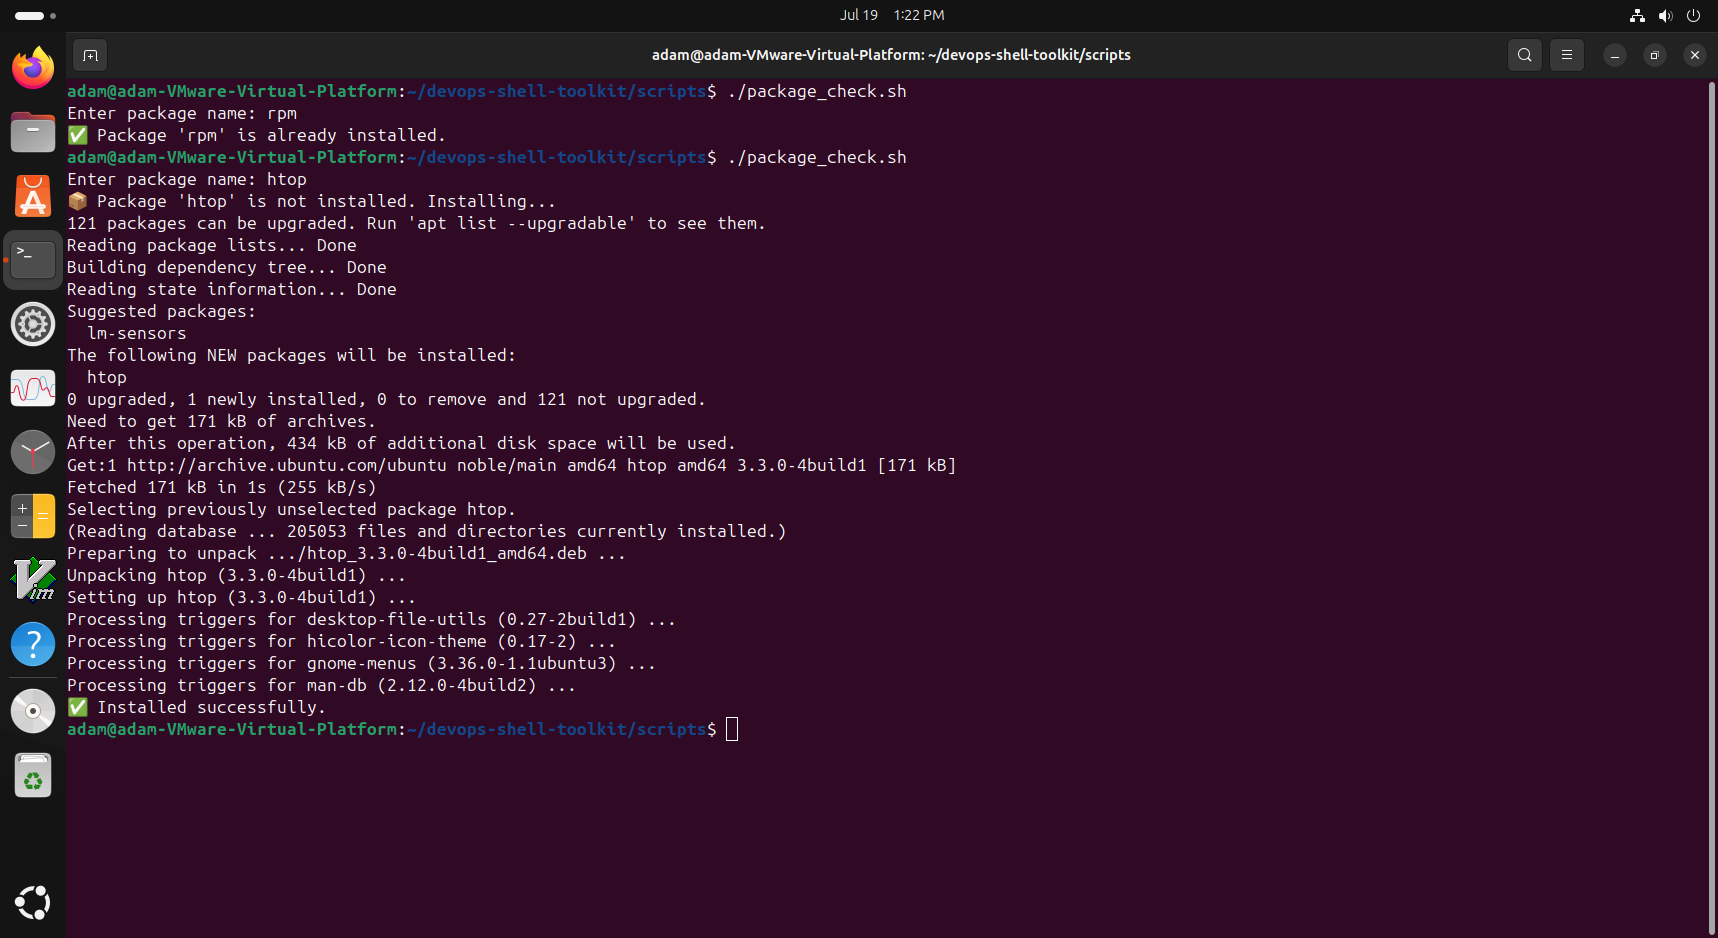 Jul 19 1:22 PM
adam@adam-VMware-Virtual-Platform: ~/devops-shell-toolkit/scripts
adam@adam-VMware-Virtual-Platform:~/devops-shell-toolkit/scripts$ ./package_check.sh
Enter package name: rpm
✅ Package 'rpm' is already installed.
adam@adam-VMware-Virtual-Platform:~/devops-shell-toolkit/scripts$ ./package_check.sh
Enter package name: htop
📦 Package 'htop' is not installed. Installing...
121 packages can be upgraded. Run 'apt list --upgradable' to see them.
Reading package lists... Done
Building dependency tree... Done
Reading state information... Done
Suggested packages:
  lm-sensors
The following NEW packages will be installed:
  htop
0 upgraded, 1 newly installed, 0 to remove and 121 not upgraded.
Need to get 171 kB of archives.
After this operation, 434 kB of additional disk space will be used.
Get:1 http://archive.ubuntu.com/ubuntu noble/main amd64 htop amd64 3.3.0-4build1 [171 kB]
Fetched 171 kB in 1s (255 kB/s)
Selecting previously unselected package htop.
(Reading database ... 205053 files and directories currently installed.)
Preparing to unpack .../htop_3.3.0-4build1_amd64.deb ...
Unpacking htop (3.3.0-4build1) ...
Setting up htop (3.3.0-4build1) ...
Processing triggers for desktop-file-utils (0.27-2build1) ...
Processing triggers for hicolor-icon-theme (0.17-2) ...
Processing triggers for gnome-menus (3.36.0-1.1ubuntu3) ...
Processing triggers for man-db (2.12.0-4build2) ...
✅ Installed successfully.
adam@adam-VMware-Virtual-Platform:~/devops-shell-toolkit/scripts$
>_
Vim
?